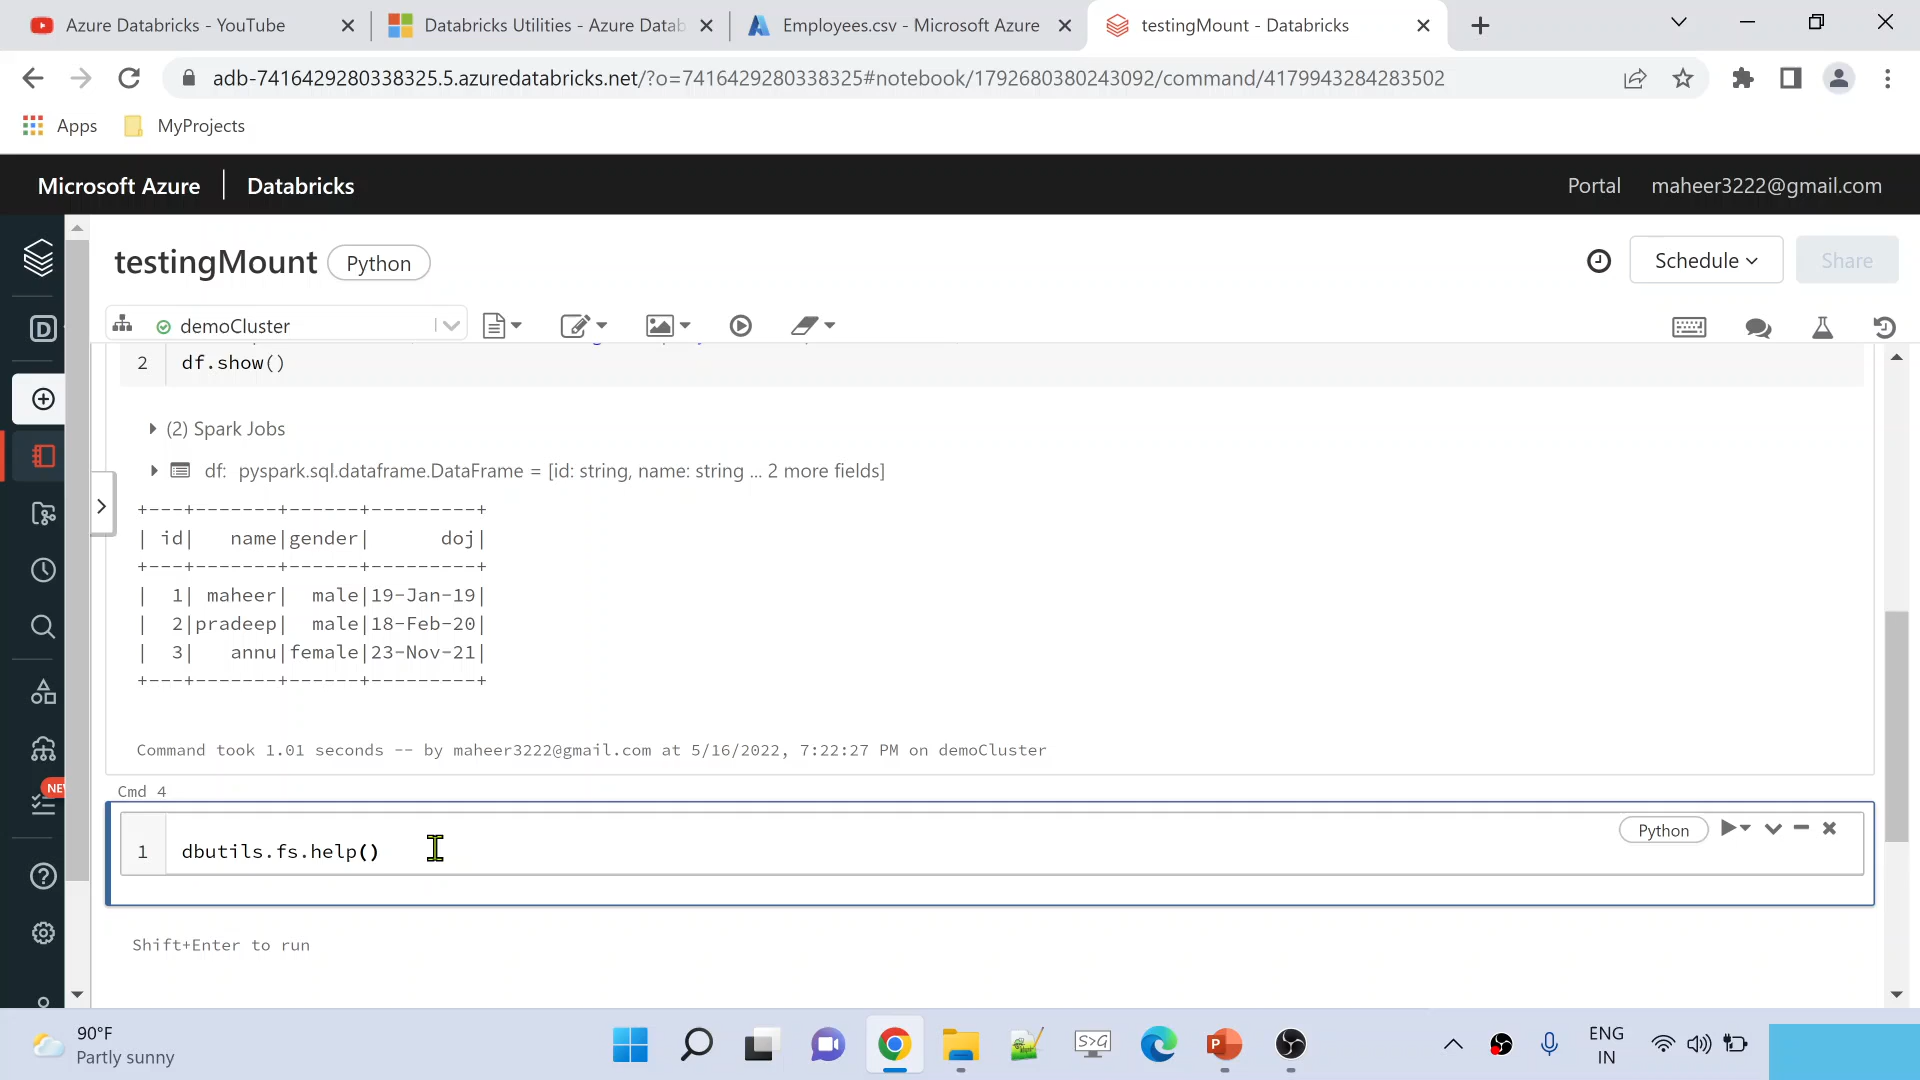 Azure Databricks - YouTube
Databricks Utilities - Azure Datab
Employees.csv - Microsoft Azure
testingMount - Databricks
adb-7416429280338325.5.azuredatabricks.net/?o=7416429280338325#notebook/1792680380243092/command/4179943284283502
Apps
MyProjects
Microsoft Azure
Databricks
Portal
maheer3222@gmail.com
testingMount
Python
Schedule
Share
demoCluster
2 df.show()
(2) Spark Jobs
df: pyspark.sql.dataframe.DataFrame = [id: string, name: string ... 2 more fields]
+---+-------+------+---------+
| id|   name|gender|      doj|
+---+-------+------+---------+
|  1| maheer|  male|19-Jan-19|
|  2|pradeep|  male|18-Feb-20|
|  3|   annu|female|23-Nov-21|
+---+-------+------+---------+
Command took 1.01 seconds -- by maheer3222@gmail.com at 5/16/2022, 7:22:27 PM on demoCluster
NEW
Cmd 4
Python
1 dbutils.fs.help()
Shift+Enter to run
90°F
Partly sunny
S>G
ENG
IN